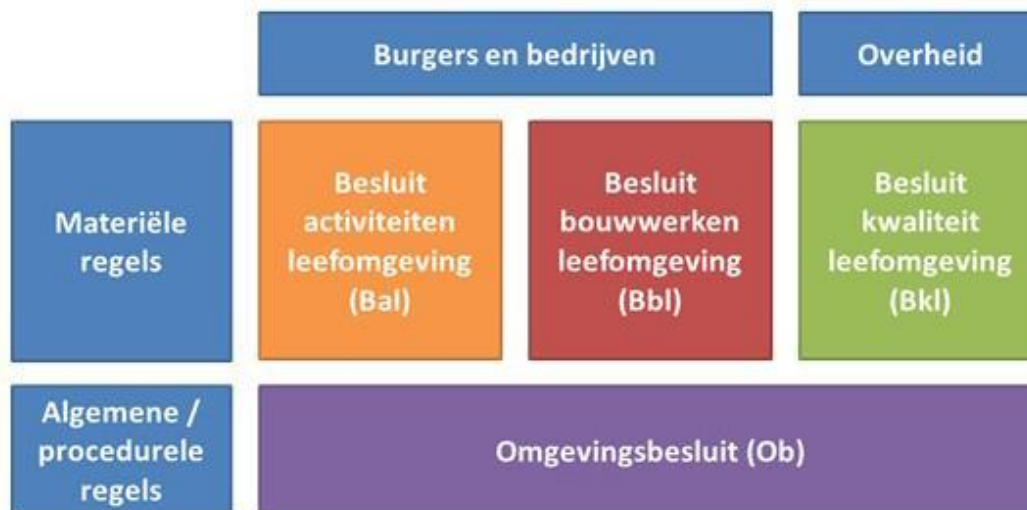 Burgers en bedrijven
Overheid
Materiële
regels
Besluit
activiteiten
leefomgeving
(Bal)
Besluit
bouwwerken
leefomgeving
(Bbl)
Besluit
kwaliteit
leefomgeving
(Bkl)
Algemene /
procedurele
regels
Omgevingsbesluit (Ob)